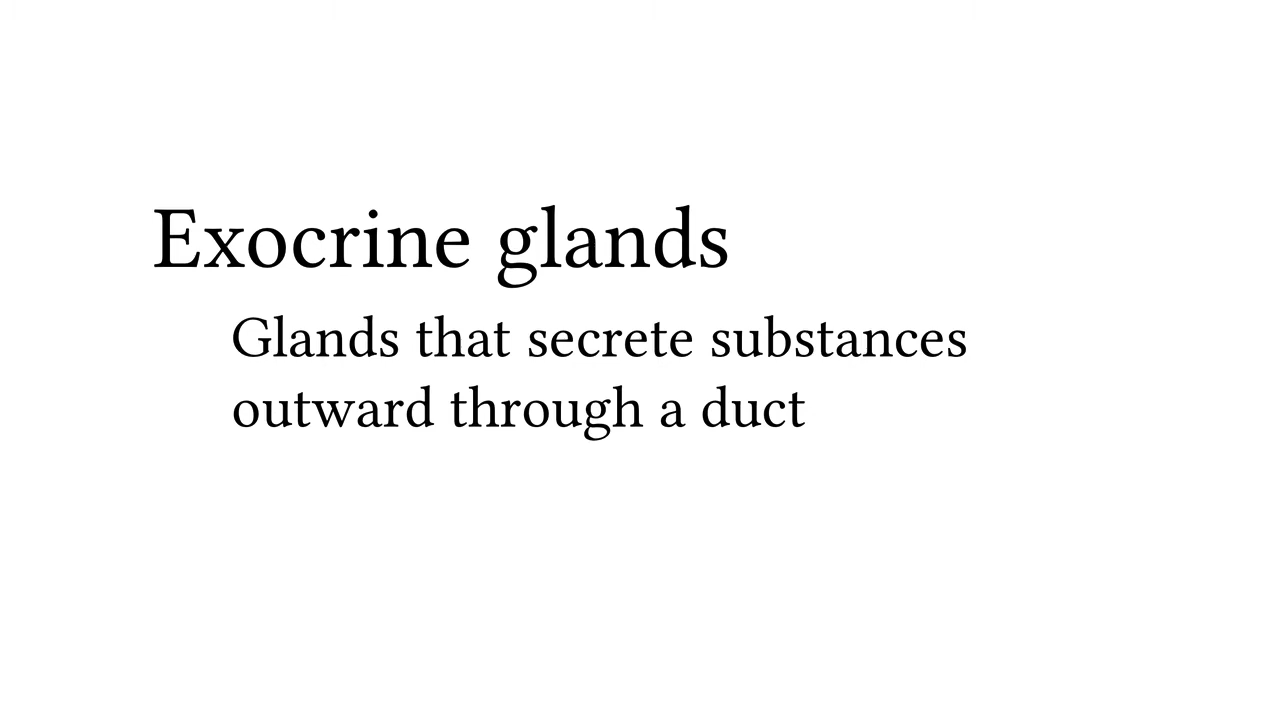 Exocrine glands
Glands that secrete substances
outward through a duct